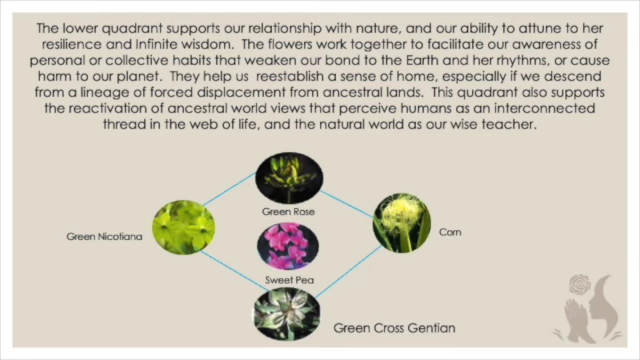 The lower quadrant supports our relationship with nature, and our ability to attune to her
resilience and Infinite wisdom. The flowers work together to facilitate our awareness of
personal or collective habits that weaken our bond to the Earth and her rhythms, or cause
harm to our planet. They help us reestablish a sense of home, especially if we descend
from a lineage of forced displacement from ancestral lands. This quadrant also supports
the reactivation of ancestral world views that perceive humans as an interconnected
thread in the web of life, and the natural world as our wise teacher.
Green Rose
Green Nicotiana
Corn
Sweet Pea
Green Cross Gentian